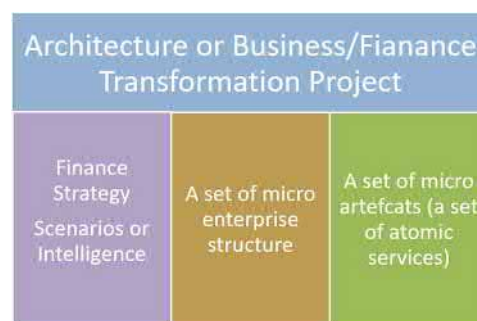 Architecture or Business/Fianance
Transformation Project
Finance
Strategy
Scenarios or
Intelligence
A set of micro
enterprise
structure
A set of micro
artefcats (a set
of atomic
services)